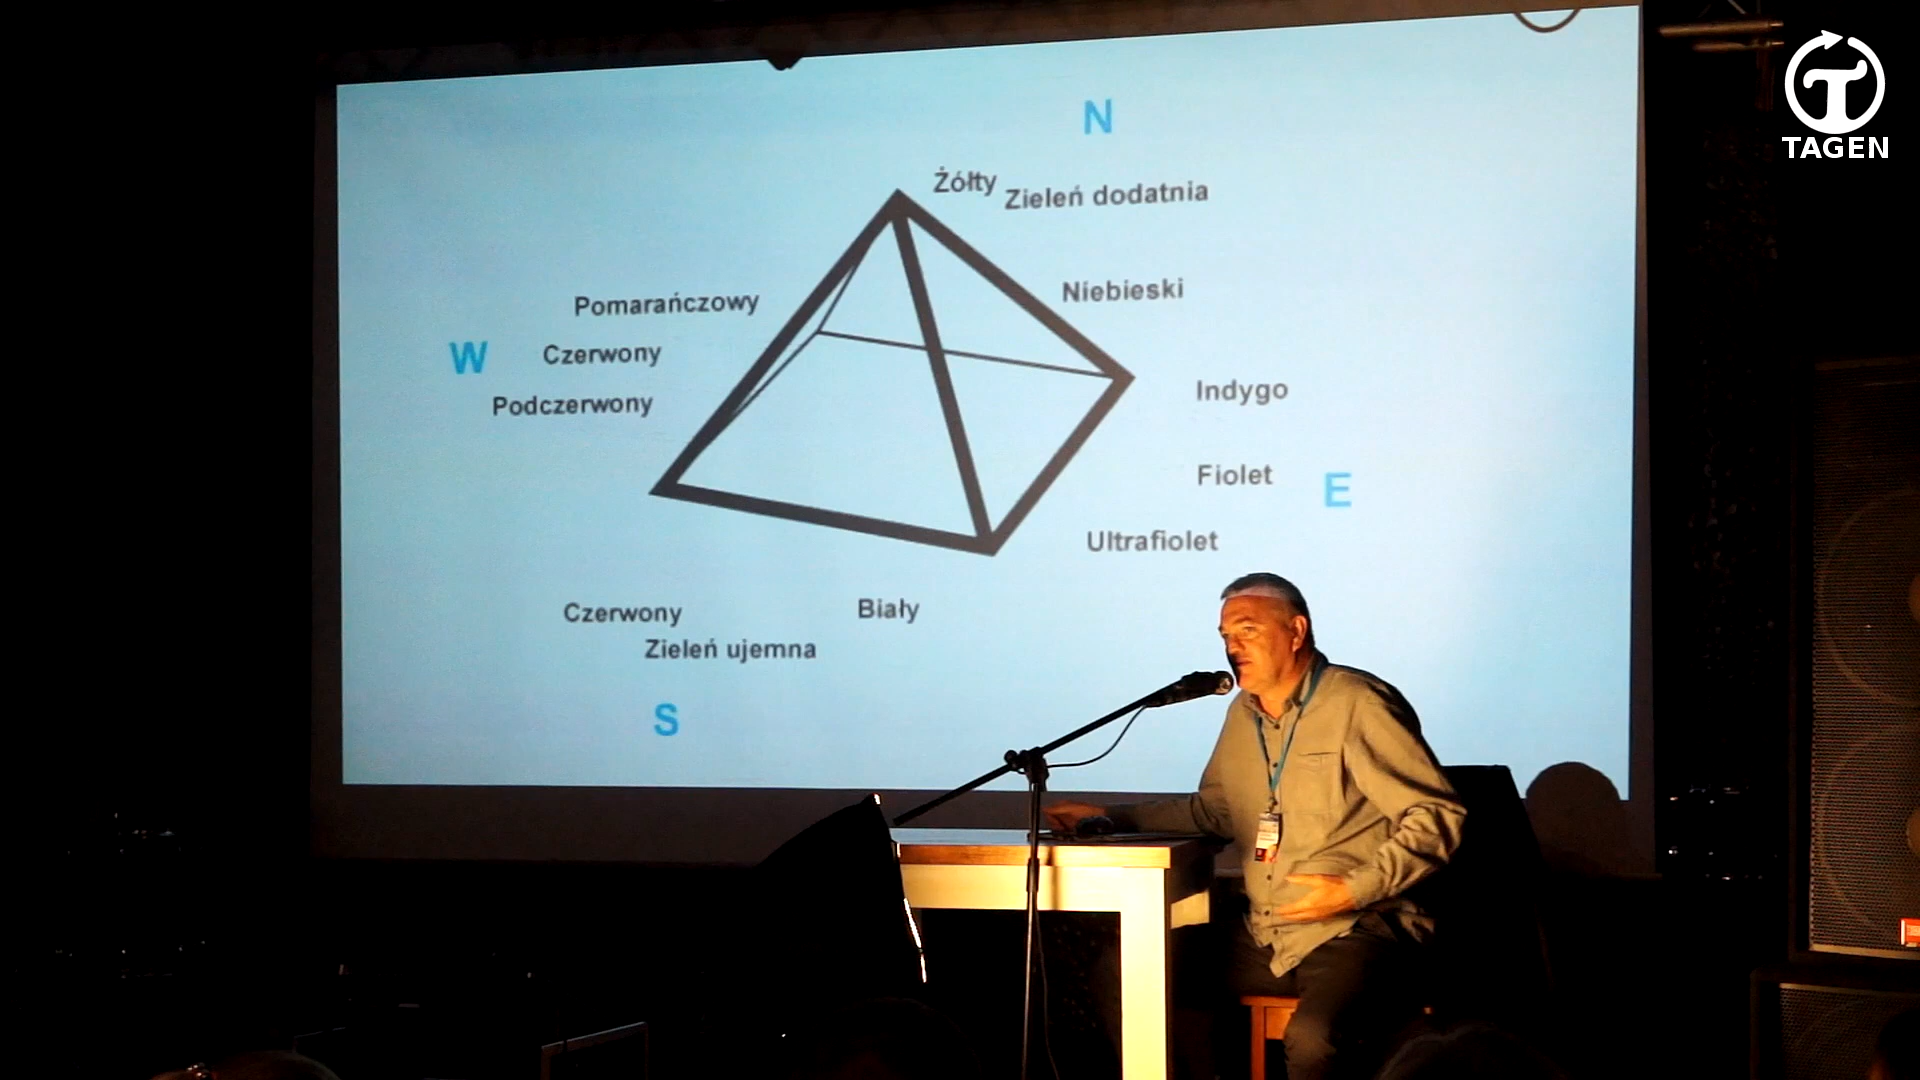 N
Żółty
Zieleń dodatnia
Pomarańczowy
Niebieski
W
Czerwony
Podczerwony
Indygo
Fiolet
E
Ultrafiolet
Czerwony
Biały
Zieleń ujemna
S
T
TAGEN